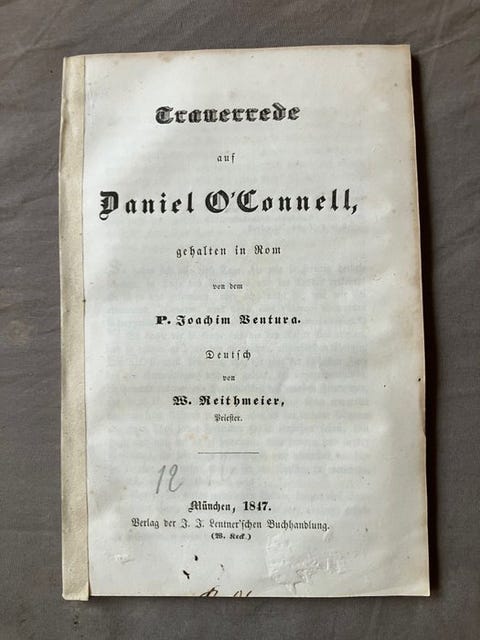 Trauerrede
auf
Daniel O'Connell,
gehalten in Rom
von dem
P. Joachim Ventura.
Deutsch
von
W. Reithmeier,
Priester.
12
München, 1847.
Verlag der J. J. Lentner'schen Buchhandlung.
(W. Keck.)